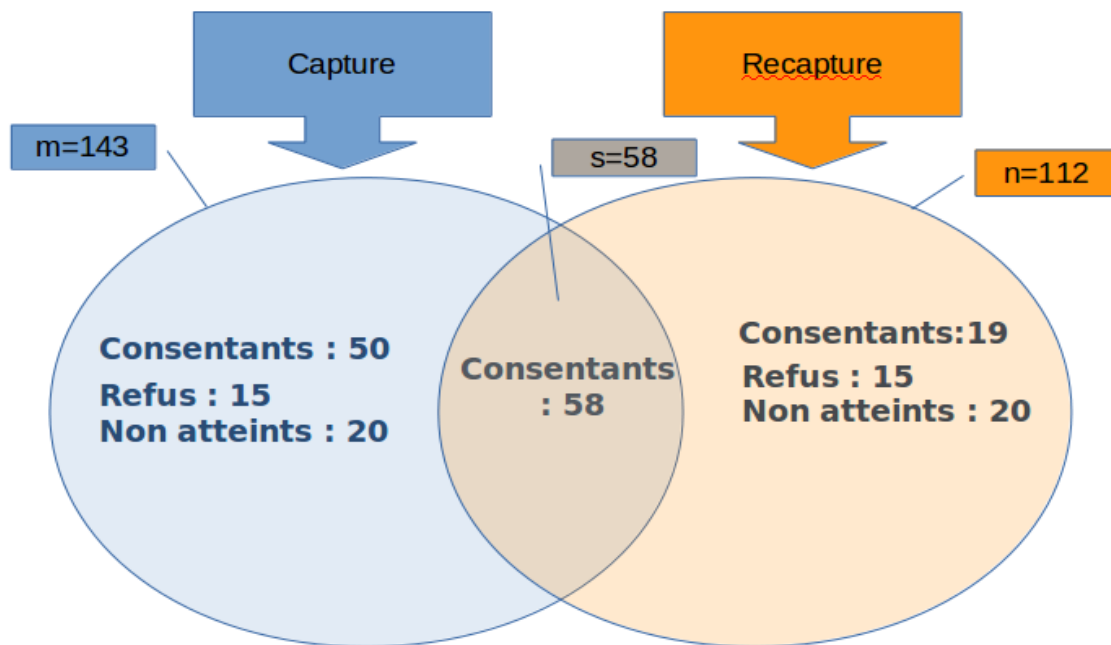 Capture
Recapture
m=143
s=58
n=112
Consentants : 50
Refus : 15
Non atteints : 20
Consentants
: 58
Consentants:19
Refus : 15
Non atteints : 20